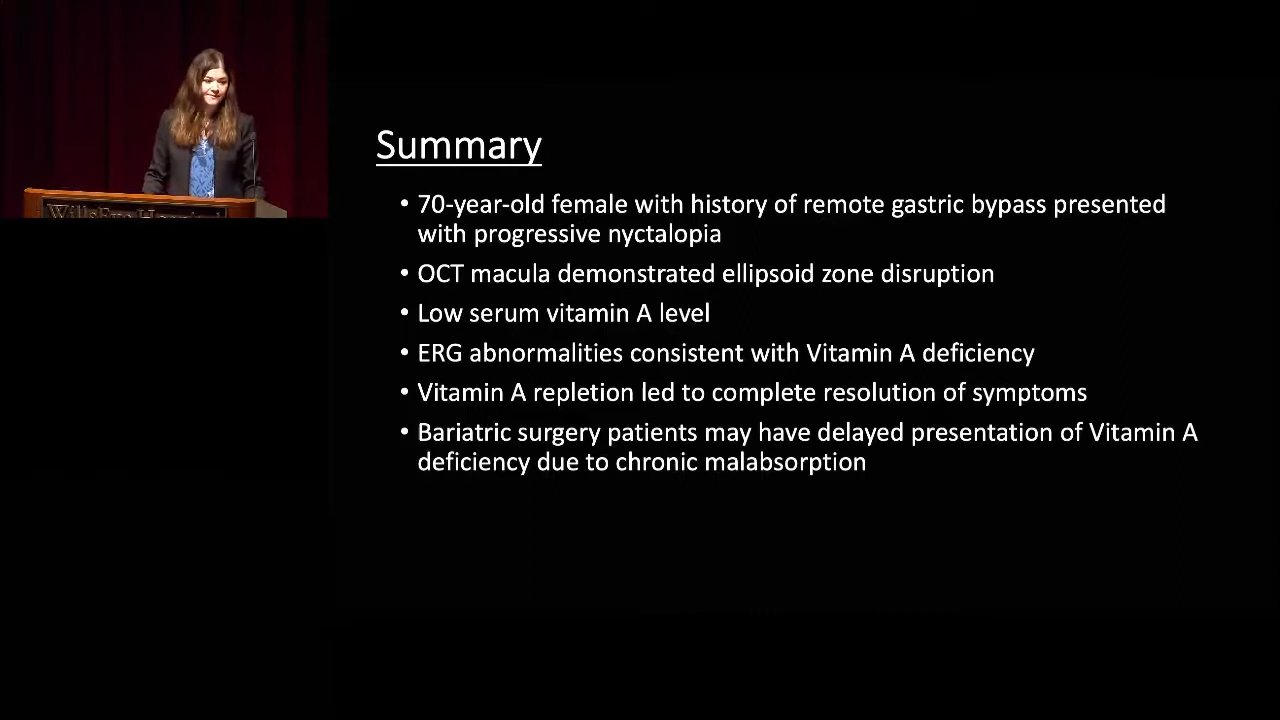 Summary
• 70-year-old female with history of remote gastric bypass presented
with progressive nyctalopia
• OCT macula demonstrated ellipsoid zone disruption
• Low serum vitamin A level
• ERG abnormalities consistent with Vitamin A deficiency
• Vitamin A repletion led to complete resolution of symptoms
• Bariatric surgery patients may have delayed presentation of Vitamin A
deficiency due to chronic malabsorption